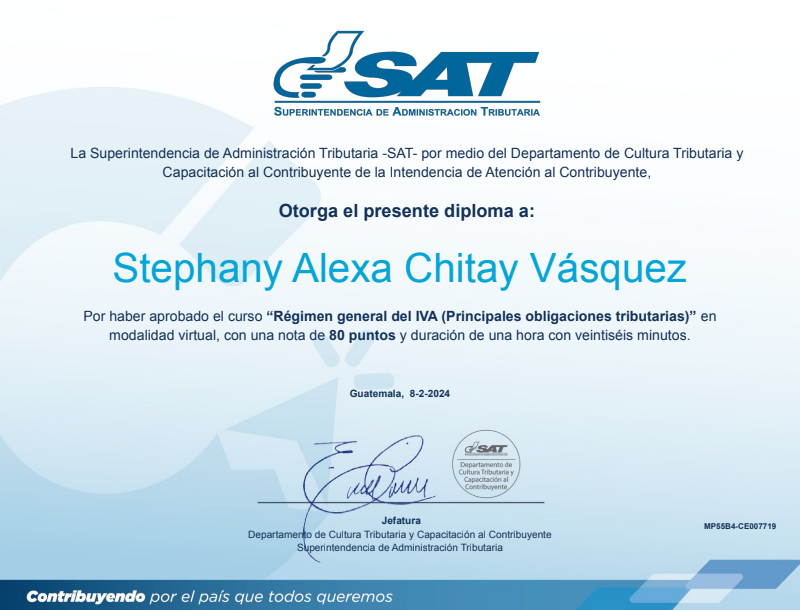 SAT
SUPERINTENDENCIA DE ADMINISTRACION TRIBUTARIA
La Superintendencia de Administración Tributaria -SAT- por medio del Departamento de Cultura Tributaria y
Capacitación al Contribuyente de la Intendencia de Atención al Contribuyente,
Otorga el presente diploma a:
Stephany Alexa Chitay Vásquez
Por haber aprobado el curso “Régimen general del IVA (Principales obligaciones tributarias)” en
modalidad virtual, con una nota de 80 puntos y duración de una hora con veintiséis minutos.
Guatemala, 8-2-2024
SAT
Departamento de
Cultura Tributaria y
Capacitación al
Contribuyente
Jefatura
Departamento de Cultura Tributaria y Capacitación al Contribuyente
Superintendencia de Administración Tributaria
MP55B4-CE007719
Contribuyendo por el país que todos queremos